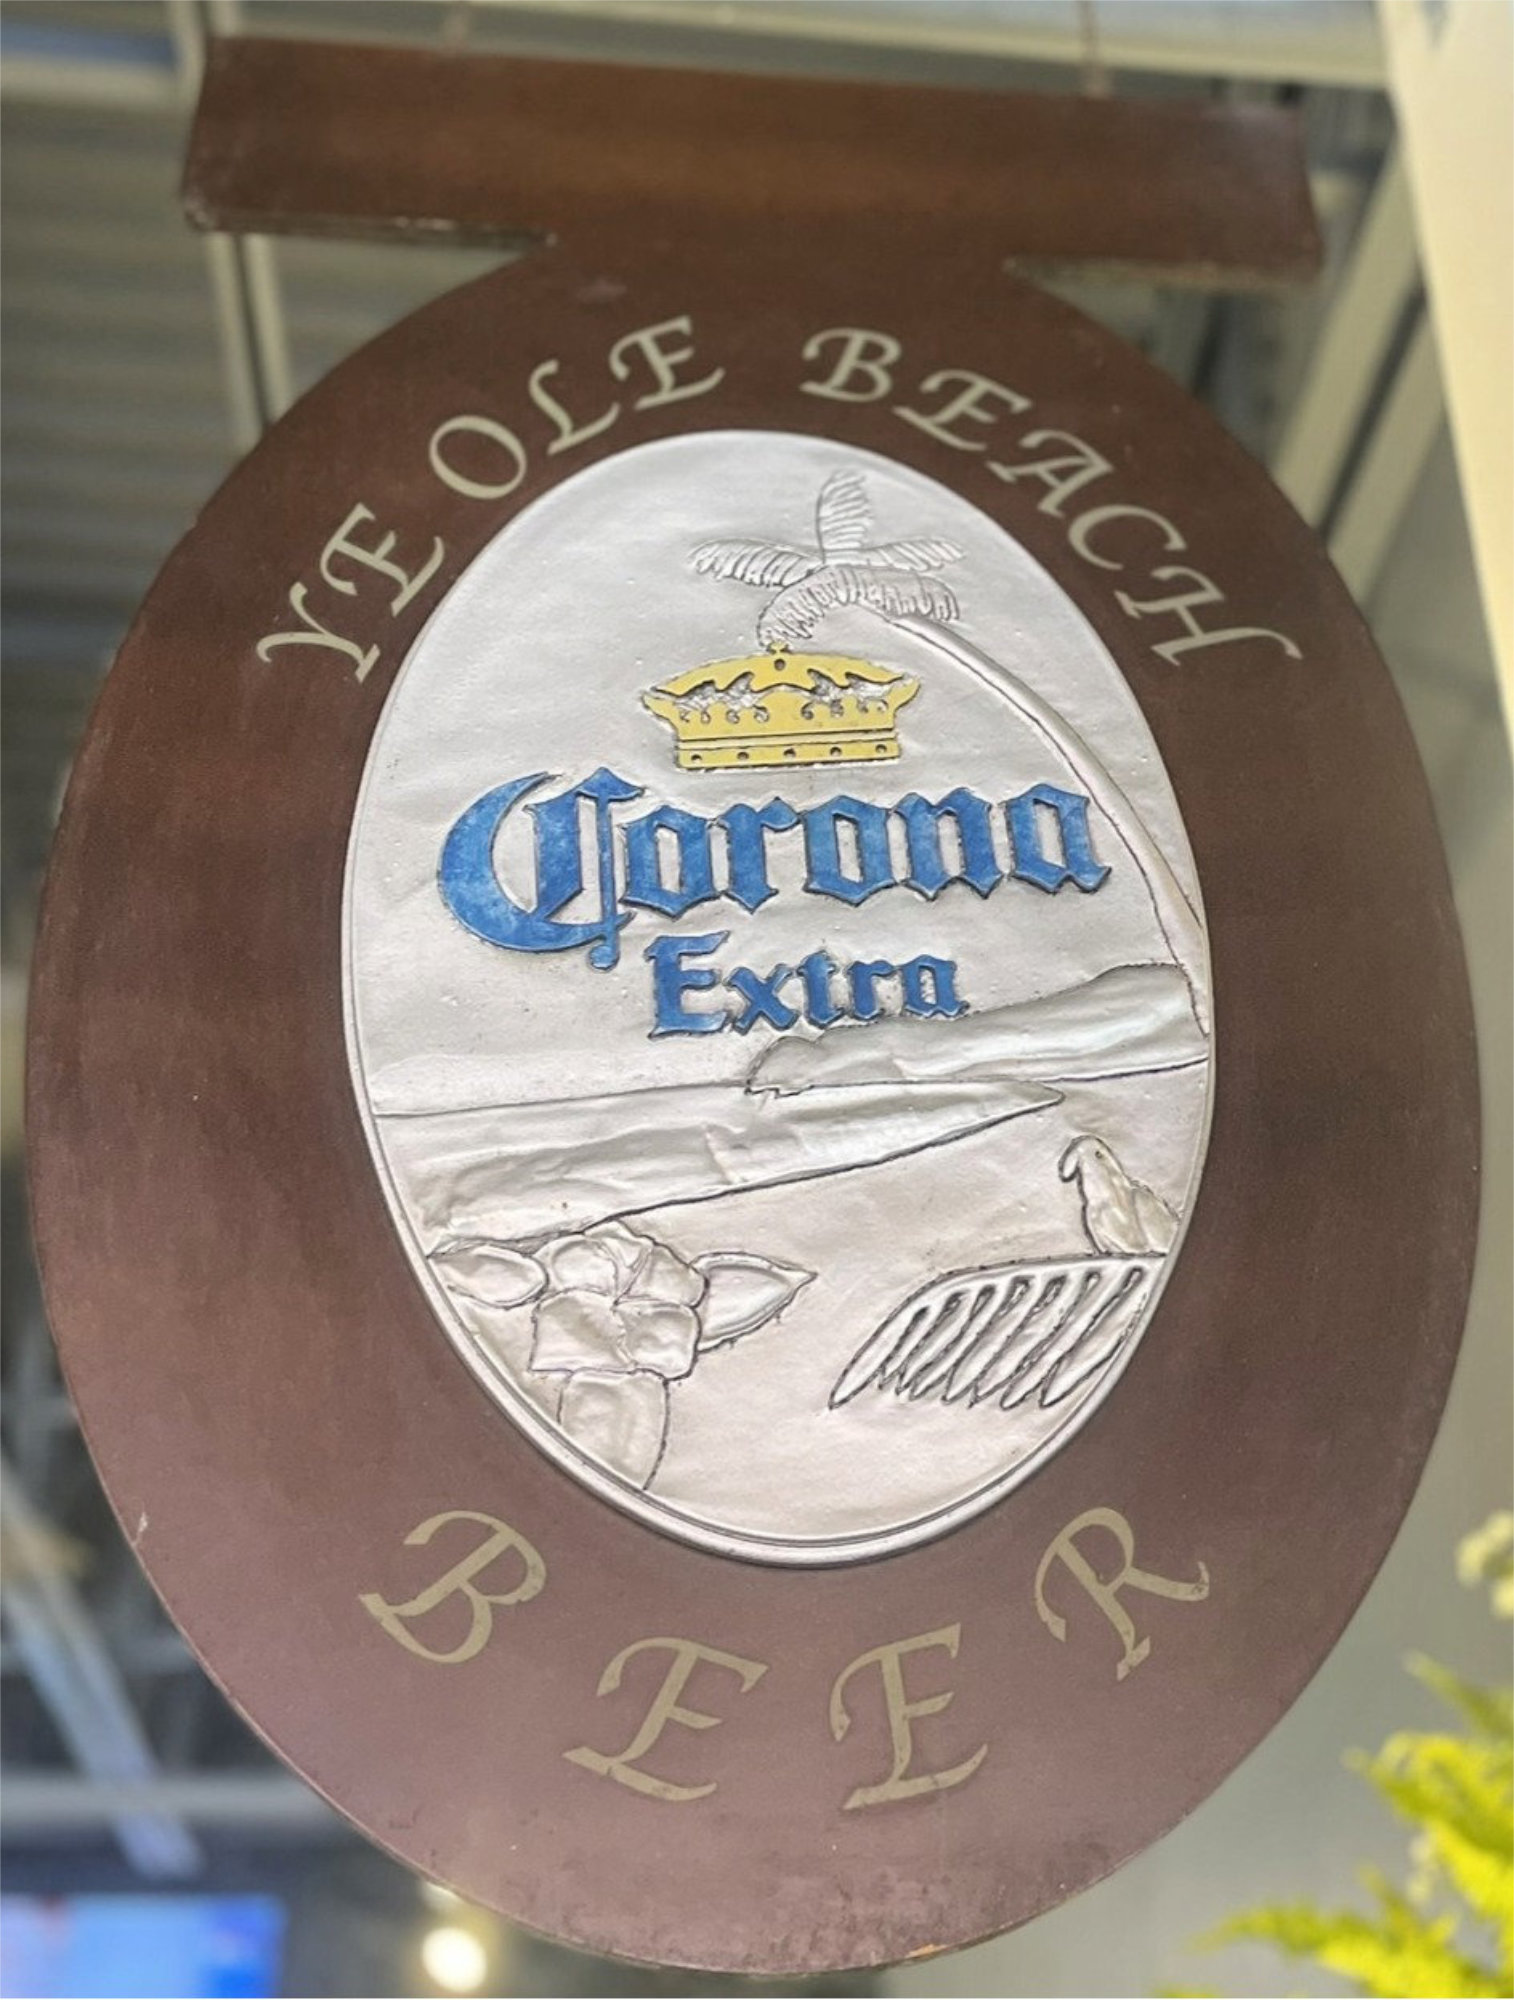 YE OLE BEACH
Corona
Extra
BEER